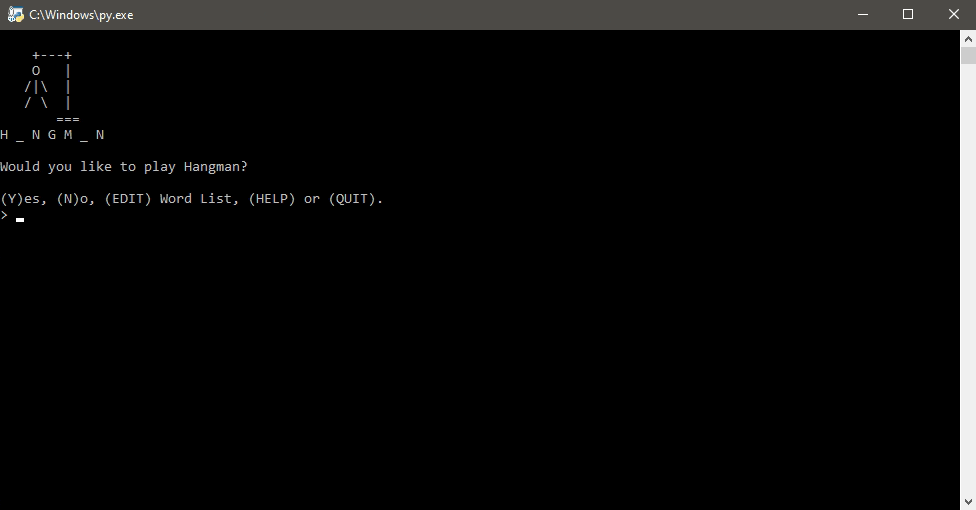 C:\Windows\py.exe
    +---+
    O   |
   /|\  |
   / \  |
       ===
H _ N G M _ N
Would you like to play Hangman?
(Y)es, (N)o, (EDIT) Word List, (HELP) or (QUIT).
> _